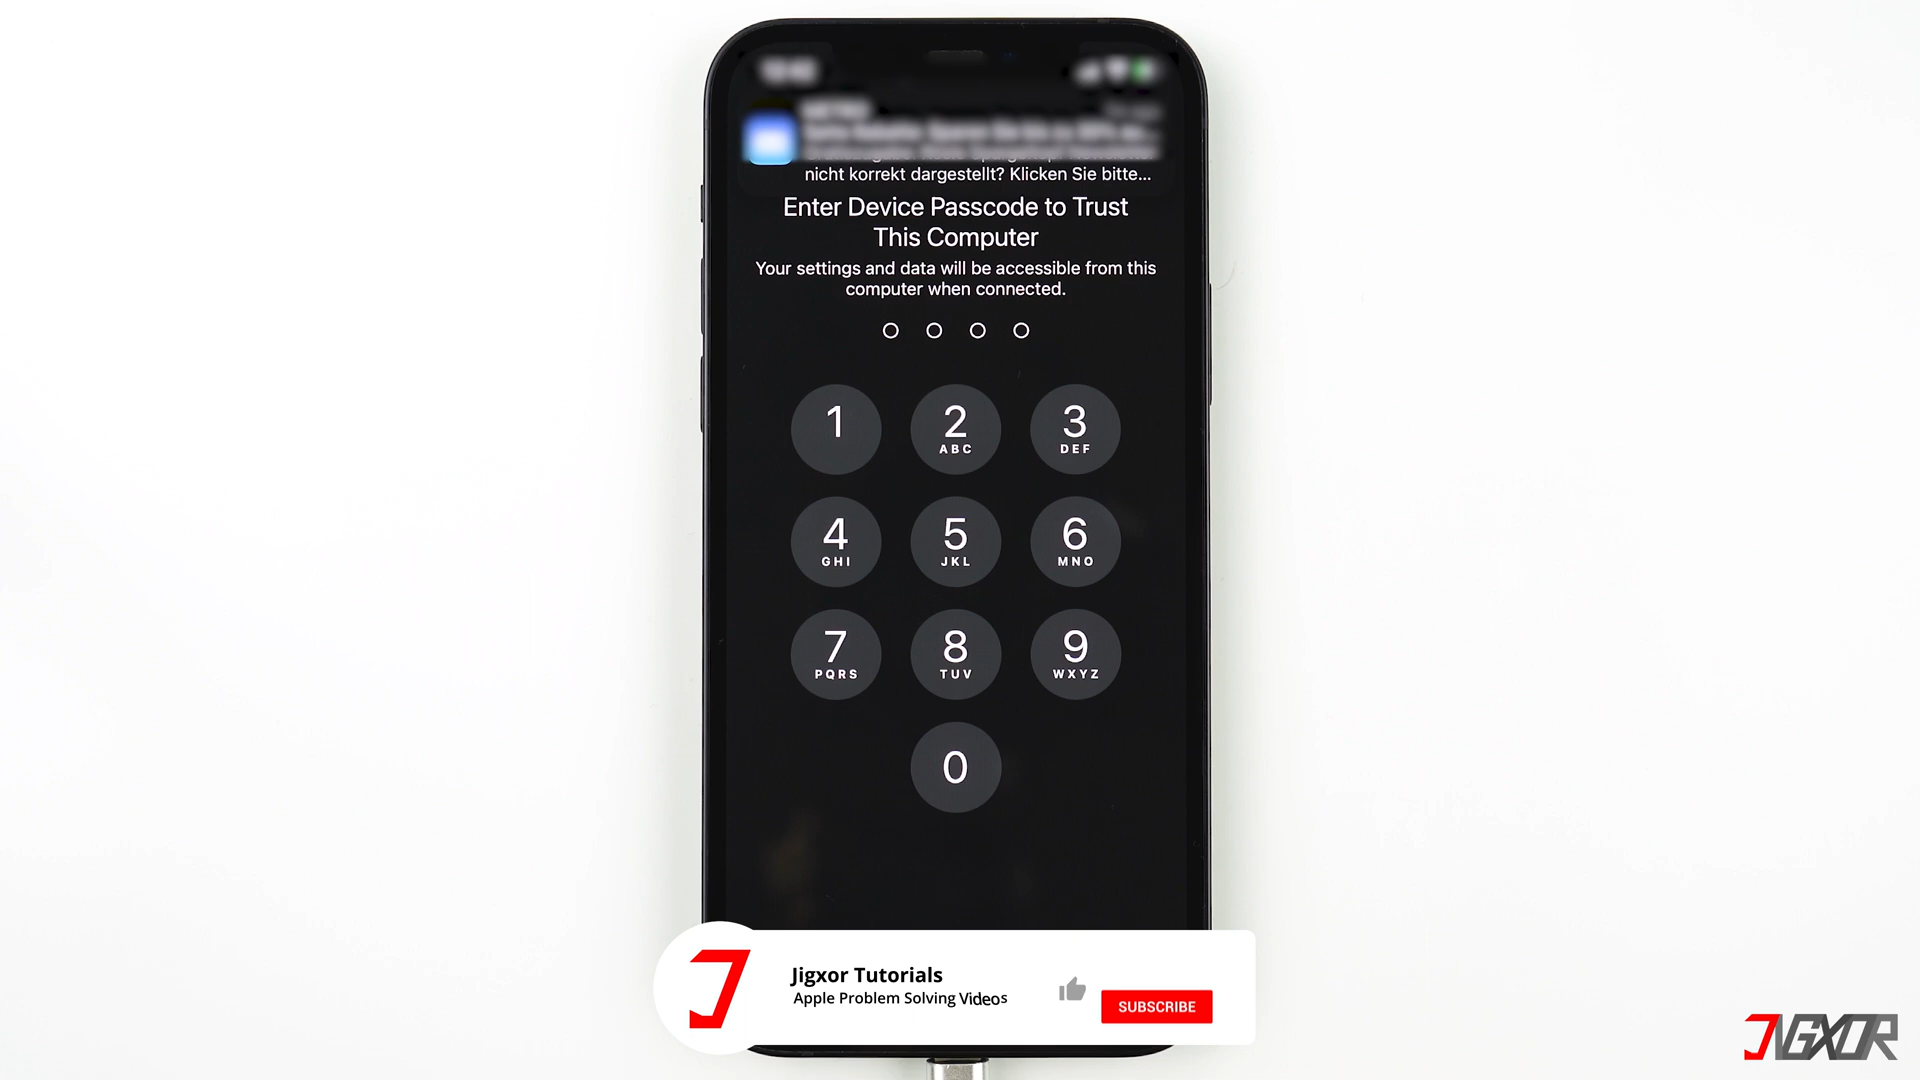 nicht korrekt dargestellt? Klicken Sie bitte...
Enter Device Passcode to Trust
This Computer
Your settings and data will be accessible from this
computer when connected.
1
2
ABC
3
DEF
4
GHI
5
JKL
6
MNO
7
PQRS
8
TUV
9
WXYZ
0
Jigxor Tutorials
Apple Problem Solving Videos
SUBSCRIBE
JIGXOR